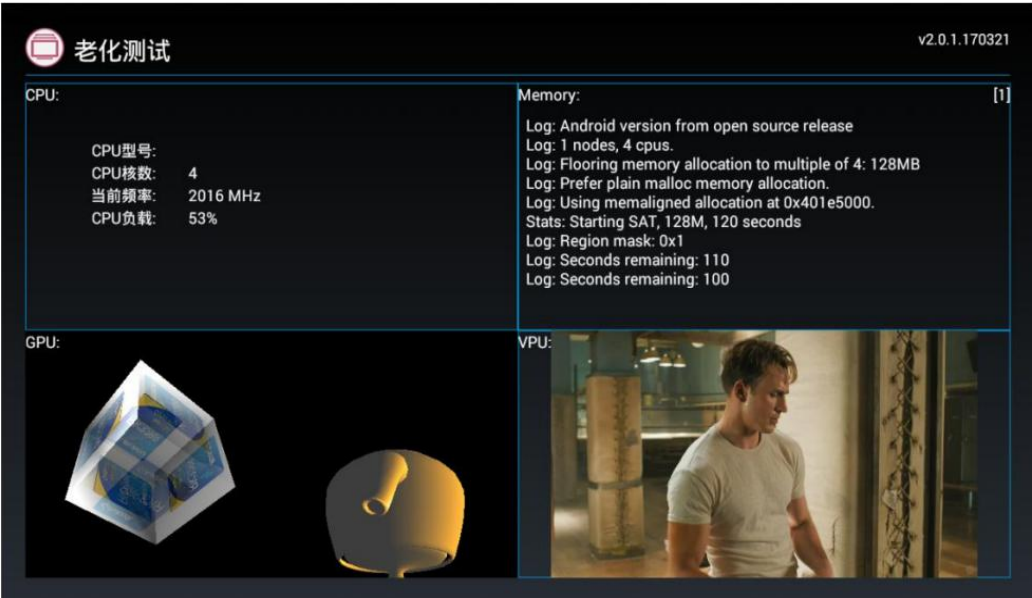 老化测试
v2.0.1.170321
CPU:
CPU型号:
CPU核数: 4
当前频率: 2016 MHz
CPU负载: 53%
Memory:
[1]
Log: Android version from open source release
Log: 1 nodes, 4 cpus.
Log: Flooring memory allocation to multiple of 4: 128MB
Log: Prefer plain malloc memory allocation.
Log: Using memaligned allocation at 0x401e5000.
Stats: Starting SAT, 128M, 120 seconds
Log: Region mask: 0x1
Log: Seconds remaining: 110
Log: Seconds remaining: 100
GPU:
VPU: